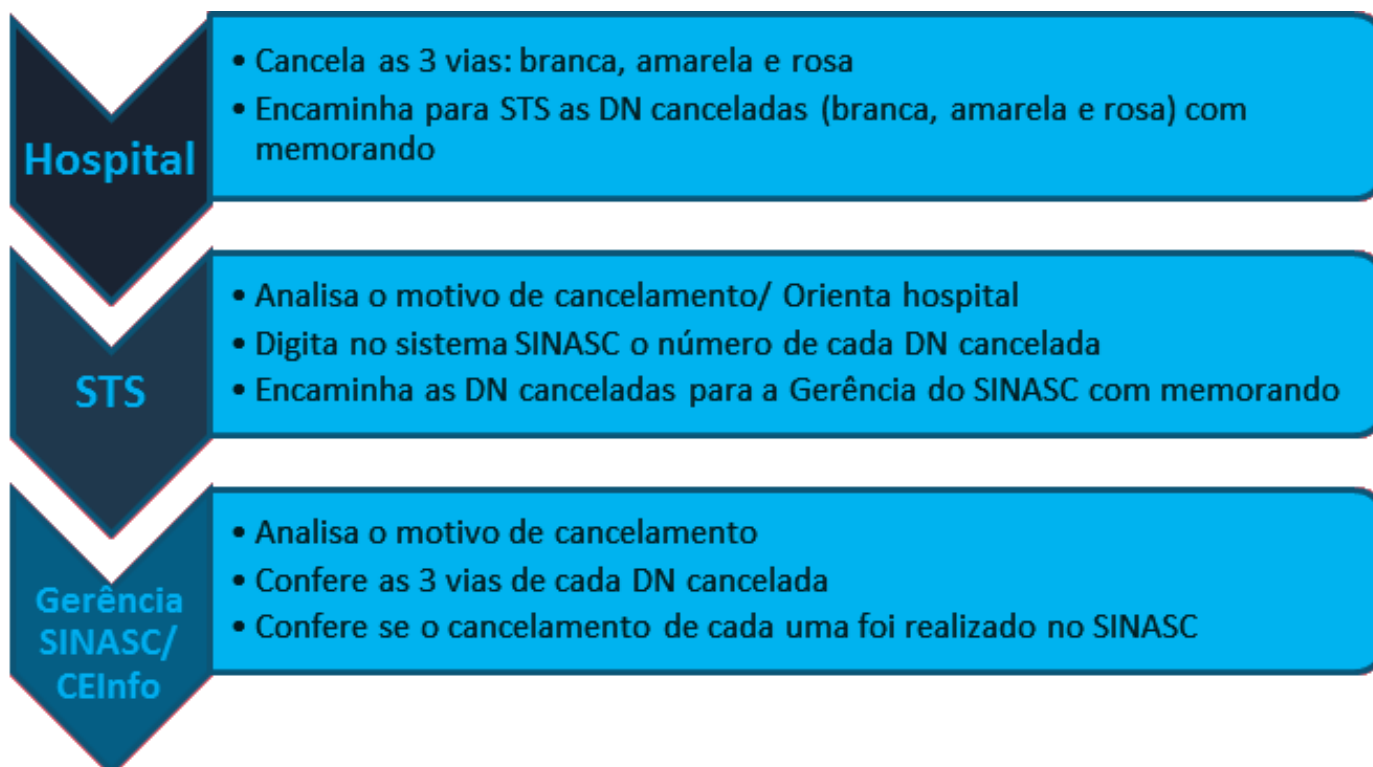 Hospital
• Cancela as 3 vias: branca, amarela e rosa
• Encaminha para STS as DN canceladas (branca, amarela e rosa) com
memorando
STS
• Analisa o motivo de cancelamento/ Orienta hospital
• Digita no sistema SINASC o número de cada DN cancelada
• Encaminha as DN canceladas para a Gerência do SINASC com memorando
Gerência
SINASC/
CEInfo
• Analisa o motivo de cancelamento
• Confere as 3 vias de cada DN cancelada
• Confere se o cancelamento de cada uma foi realizado no SINASC